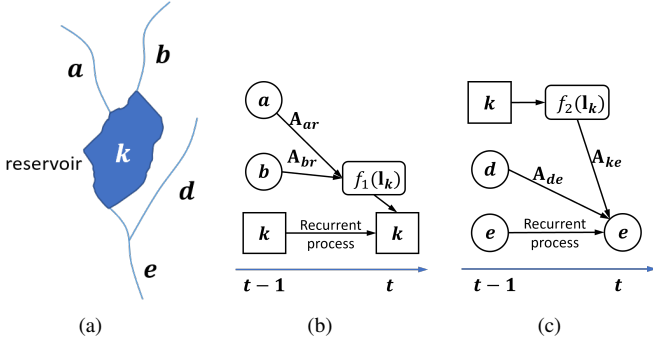 a
b
reservoir
k
d
e
(a)
a
A_ar
b
A_br
f_1(l_k)
k
Recurrent
process
k
t − 1
t
(b)
k
f_2(l_k)
A_ke
d
A_de
e
Recurrent
process
e
t − 1
t
(c)